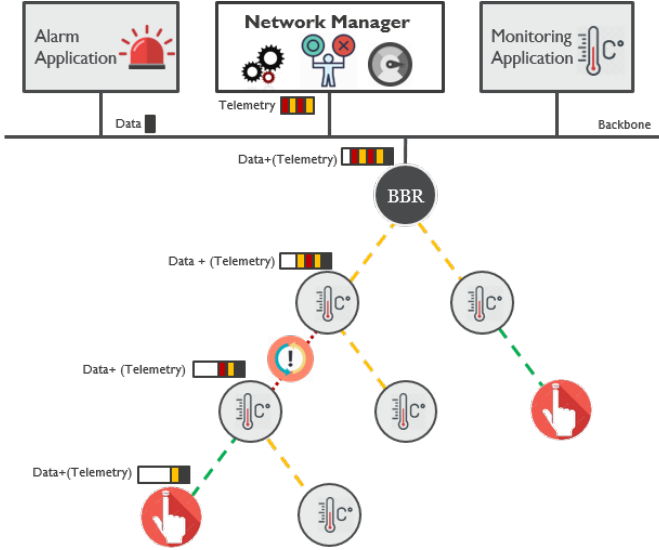 Alarm
Application
Network Manager
Monitoring
Application
C°
Telemetry
Data
Backbone
Data+(Telemetry)
BBR
Data + (Telemetry)
C°
C°
!
Data+ (Telemetry)
C°
C°
Data+(Telemetry)
C°